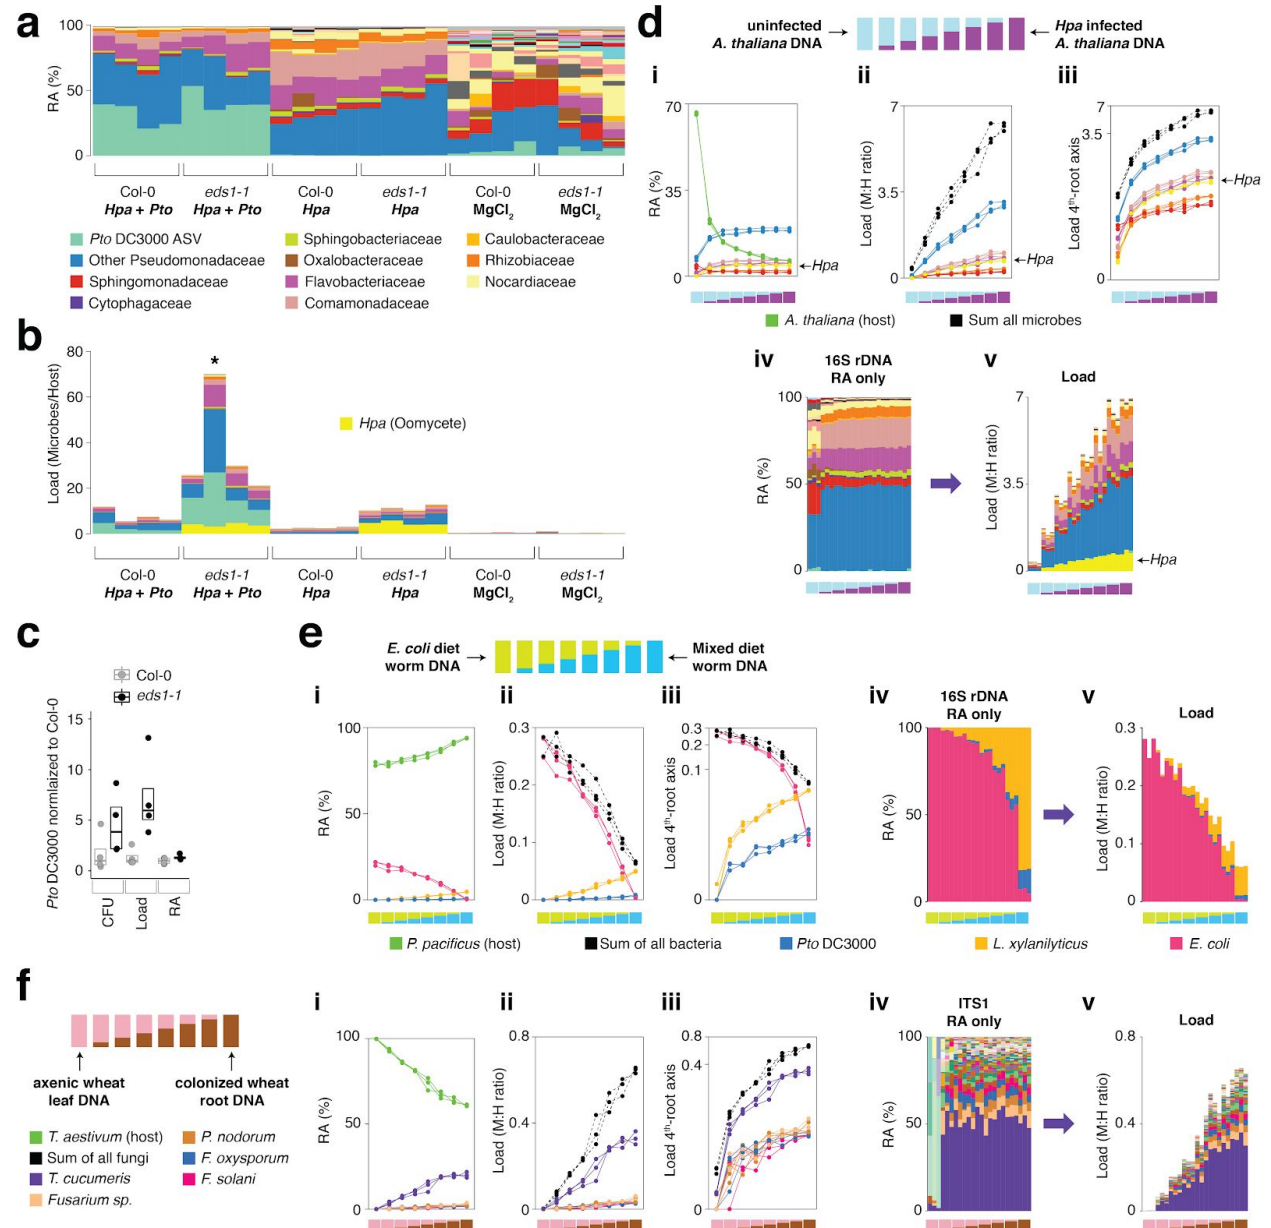 a
100
50
0
RA (%)
Col-0
Hpa + Pto
eds1-1
Hpa + Pto
Col-0
Hpa
eds1-1
Hpa
Col-0
MgCl2
eds1-1
MgCl2
Pto DC3000 ASV
Other Pseudomonadaceae
Sphingomonadaceae
Cytophagaceae
Sphingobacteriaceae
Oxalobacteraceae
Flavobacteriaceae
Comamonadaceae
Caulobacteraceae
Rhizobiaceae
Nocardiaceae
b
80
60
40
20
0
Load (Microbes/Host)
*
Hpa (Oomycete)
Col-0
Hpa + Pto
eds1-1
Hpa + Pto
Col-0
Hpa
eds1-1
Hpa
Col-0
MgCl2
eds1-1
MgCl2
c
Col-0
eds1-1
Pto DC3000 normlaized to Col-0
15
10
5
0
CFU
Load
RA
d
uninfected
A. thaliana DNA
Hpa infected
A. thaliana DNA
i
70
35
0
RA (%)
Hpa
ii
7
3.5
0
Load (M:H ratio)
Hpa
iii
7
3.5
0
Load 4th-root axis
Hpa
A. thaliana (host)
Sum all microbes
iv
16S rDNA
RA only
100
50
0
RA (%)
v
Load
7
3.5
0
Load (M:H ratio)
Hpa
e
E. coli diet
worm DNA
Mixed diet
worm DNA
i
100
50
0
RA (%)
ii
0.3
0.2
0.1
0
Load (M:H ratio)
iii
0.3
0.2
0.1
0
Load 4th-root axis
iv
16S rDNA
RA only
100
50
0
RA (%)
v
Load
0.3
0.2
0.1
0
Load (M:H ratio)
P. pacificus (host)
Sum of all bacteria
Pto DC3000
L. xylanilyticus
E. coli
f
axenic wheat
leaf DNA
colonized wheat
root DNA
T. aestivum (host)
Sum of all fungi
T. cucumeris
Fusarium sp.
P. nodorum
F. oxysporum
F. solani
i
100
50
0
RA (%)
ii
0.8
0.4
0
Load (M:H ratio)
iii
0.8
0.4
0
Load 4th-root axis
iv
ITS1
RA only
100
50
0
RA (%)
v
Load
0.8
0.4
0
Load (M:H ratio)